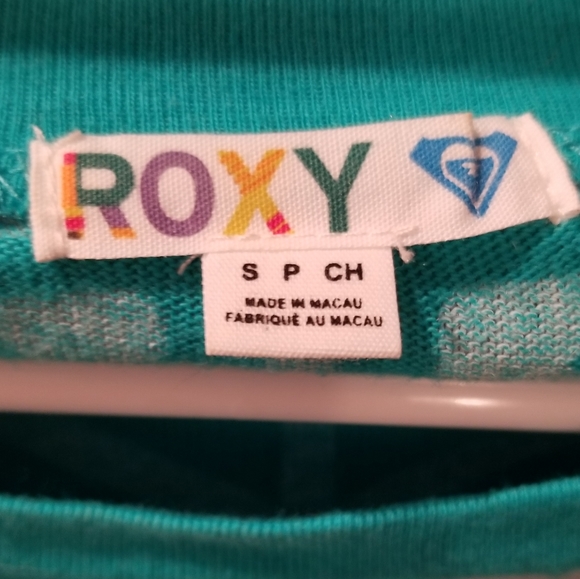 ROXY
S P CH
MADE IN MACAU
FABRIQUÉ AU MACAU